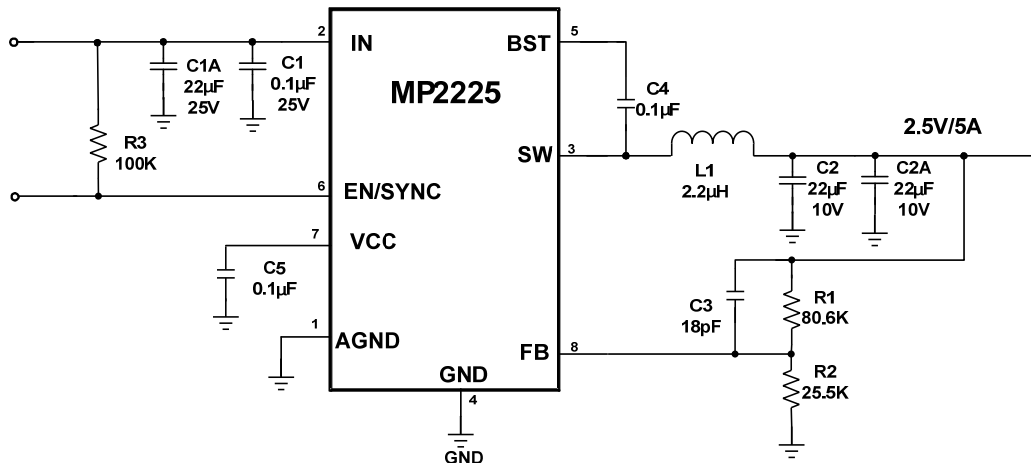 2
IN
BST
5
C1A
22µF
25V
C1
0.1µF
25V
MP2225
C4
0.1µF
R3
100K
SW
3
2.5V/5A
L1
2.2µH
C2
22µF
10V
C2A
22µF
10V
6
EN/SYNC
7
VCC
C5
0.1µF
C3
18pF
R1
80.6K
1
AGND
FB
8
GND
4
R2
25.5K
GND